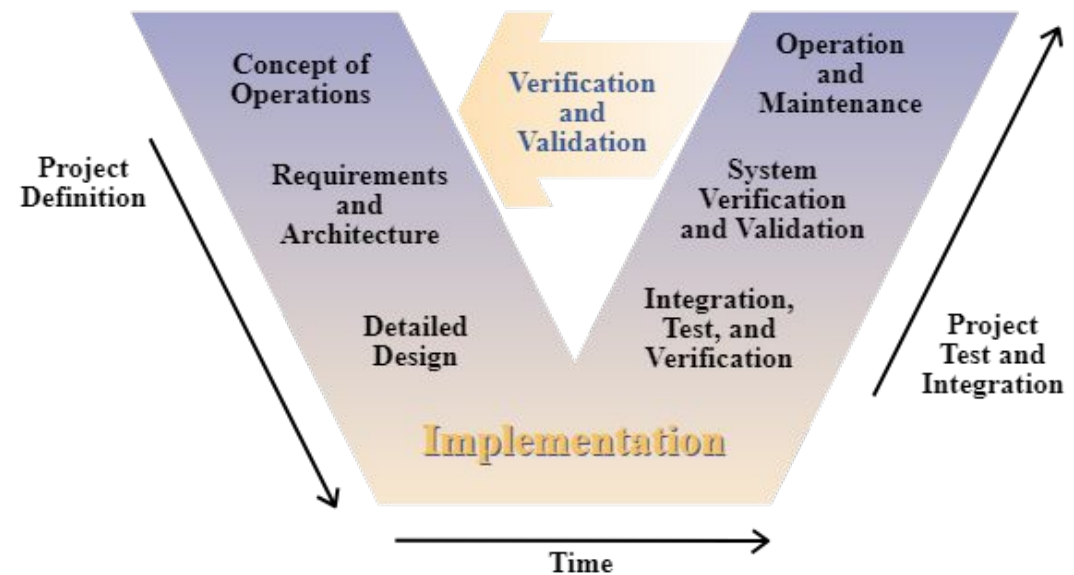 Concept of
Operations
Verification
and
Validation
Operation
and
Maintenance
Project
Definition
Requirements
and
Architecture
System
Verification
and Validation
Detailed
Design
Integration,
Test, and
Verification
Project
Test and
Integration
Implementation
Time